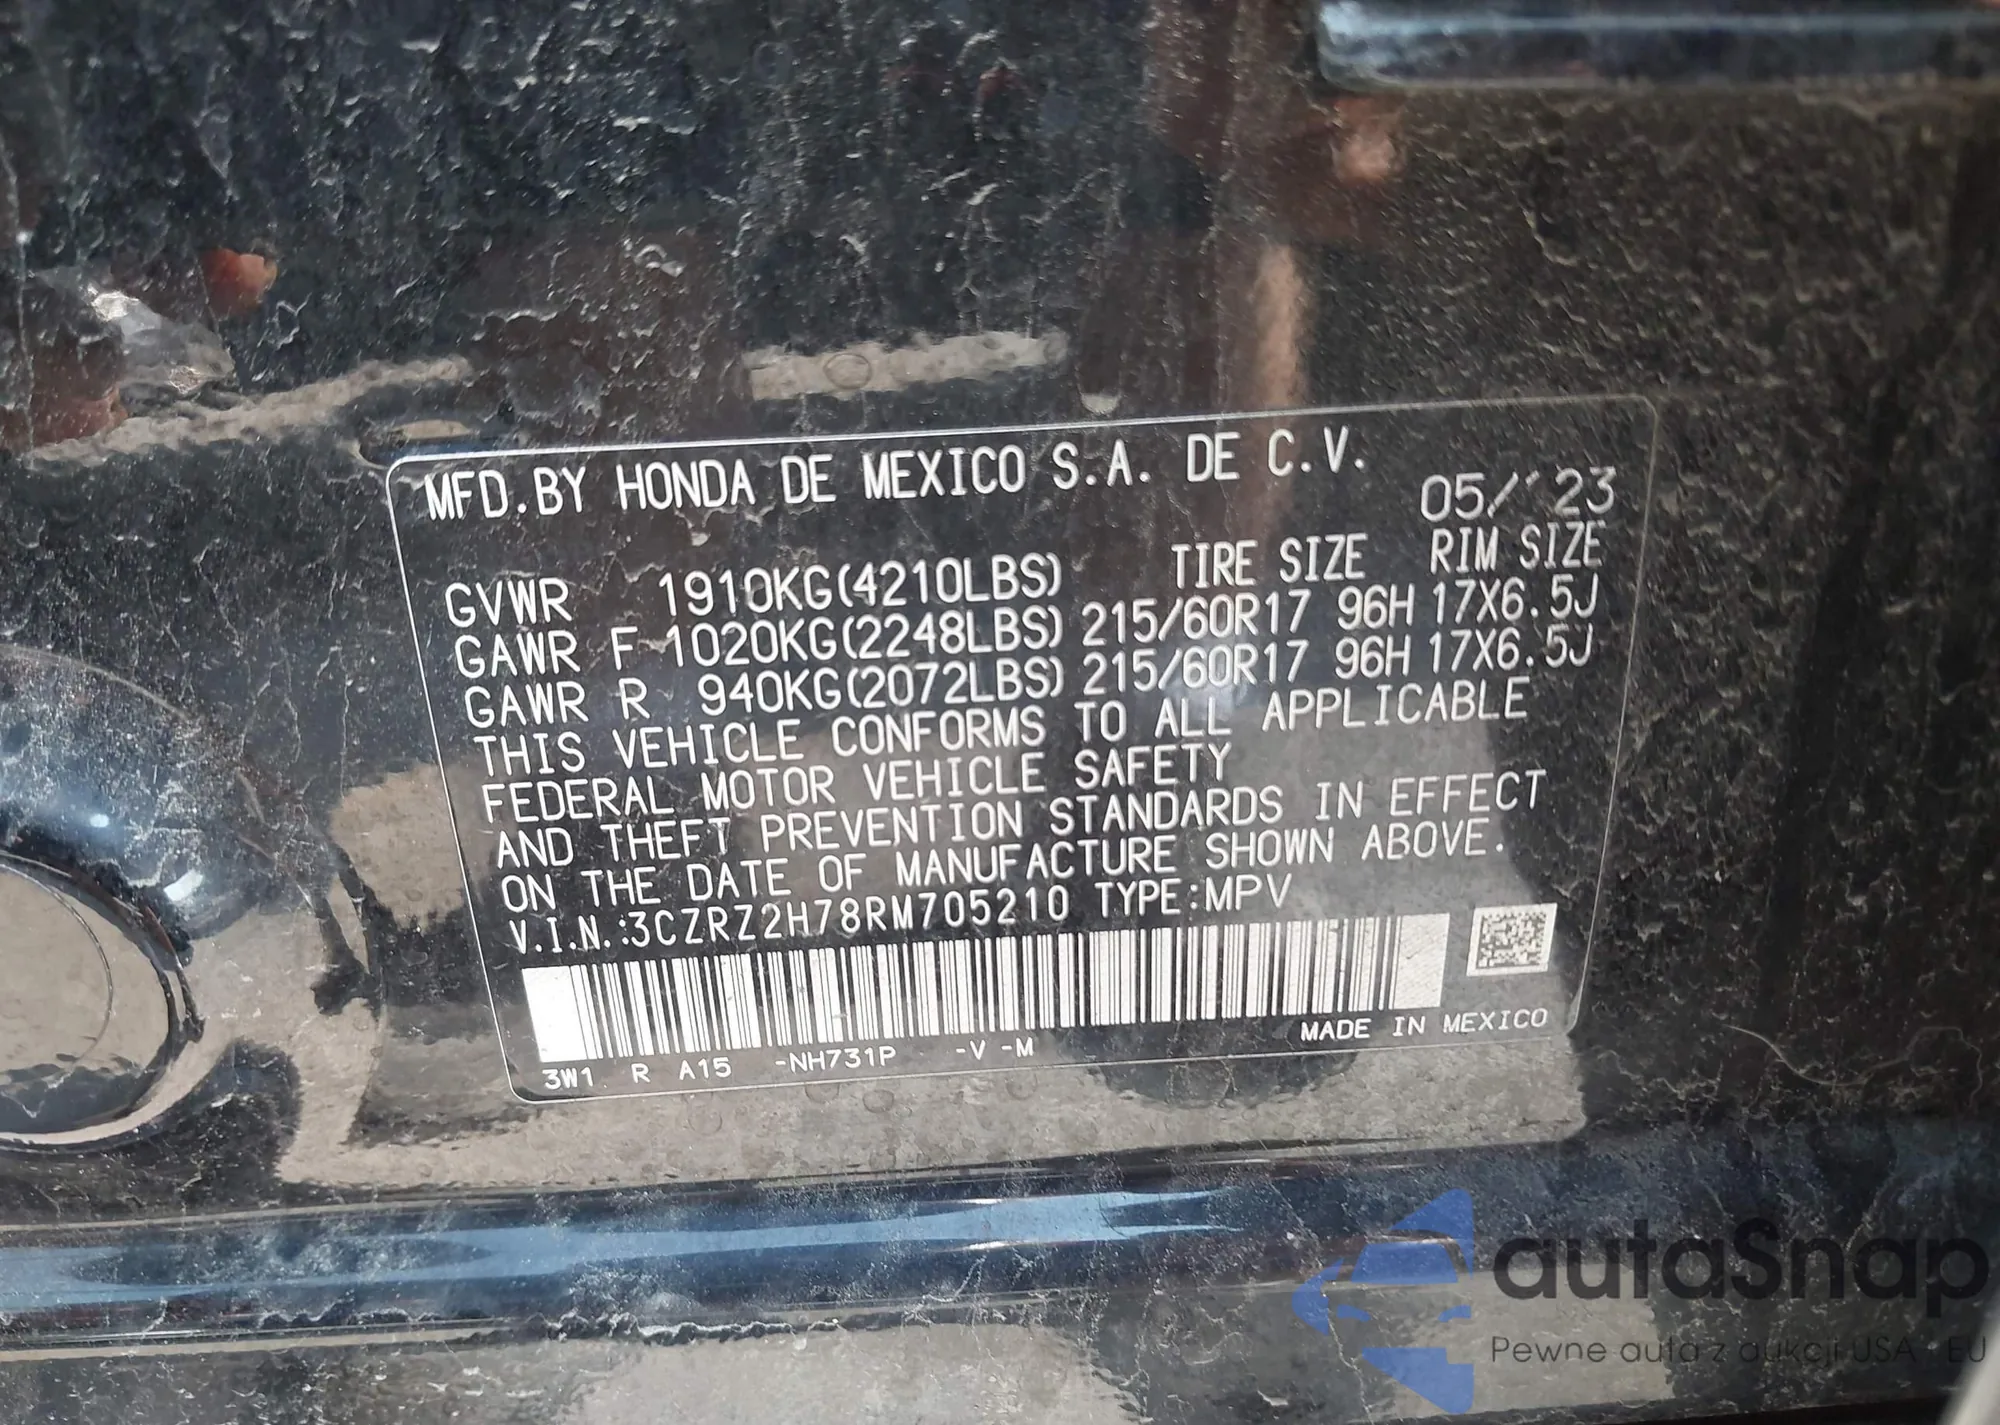 MFD.BY HONDA DE MEXICO S.A. DE C.V.
05/'23
TIRE SIZE RIM SIZE
GVWR 1910KG(4210LBS)
GAWR F 1020KG(2248LBS) 215/60R17 96H 17X6.5J
GAWR R 940KG(2072LBS) 215/60R17 96H 17X6.5J
THIS VEHICLE CONFORMS TO ALL APPLICABLE
FEDERAL MOTOR VEHICLE SAFETY
AND THEFT PREVENTION STANDARDS IN EFFECT
ON THE DATE OF MANUFACTURE SHOWN ABOVE.
V.I.N.:3CZRZ2H78RM705210 TYPE:MPV
3W1 R A15 -NH731P -V -M MADE IN MEXICO
autaSnap
Pewne auta z aukcji USA - EU